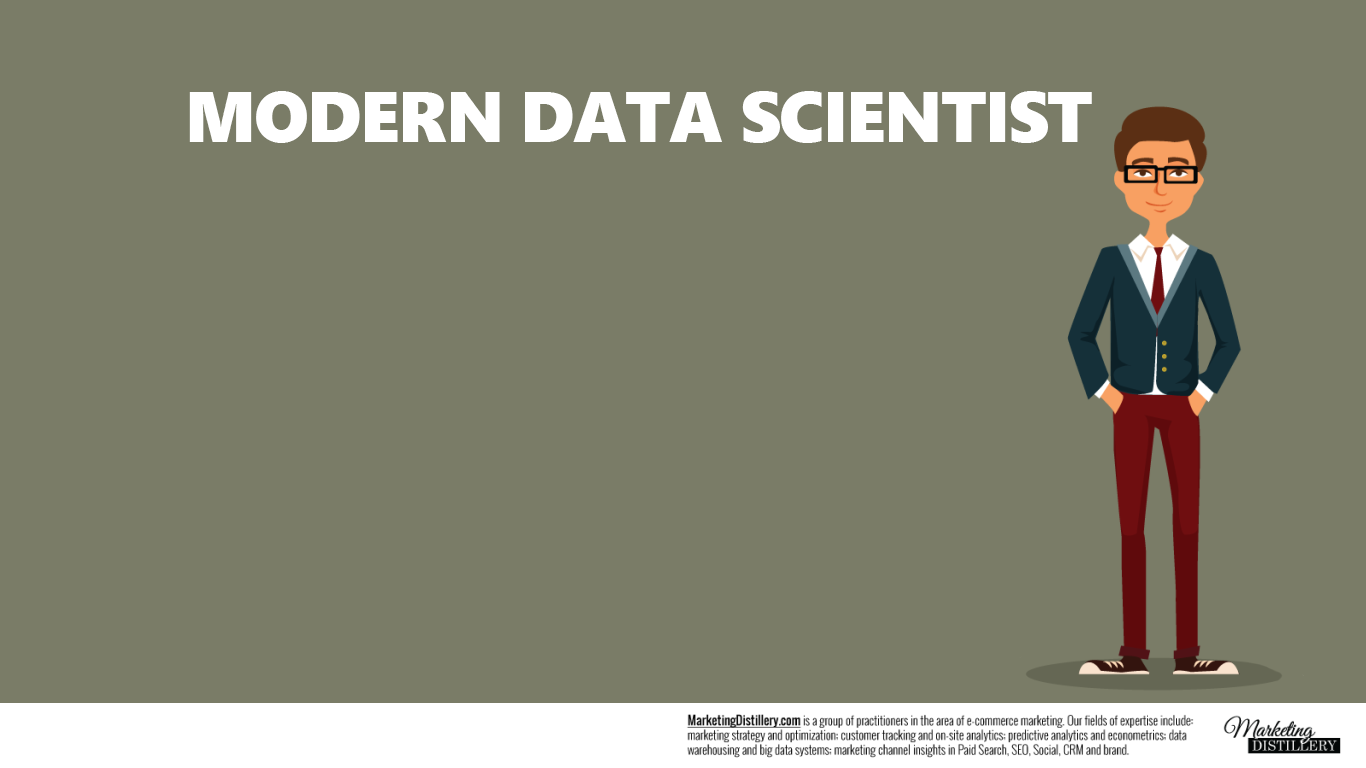 MODERN DATA SCIENTIST
MarketingDistillery.com is a group of practitioners in the area of e-commerce marketing. Our fields of expertise include:
marketing strategy and optimization: customer tracking and on-site analytics: predictive analytics and econometrics: data
warehousing and big data systems: marketing channel insights in Paid Search, SEO, Social, CRM and brand.
Marketing
DISTILLERY